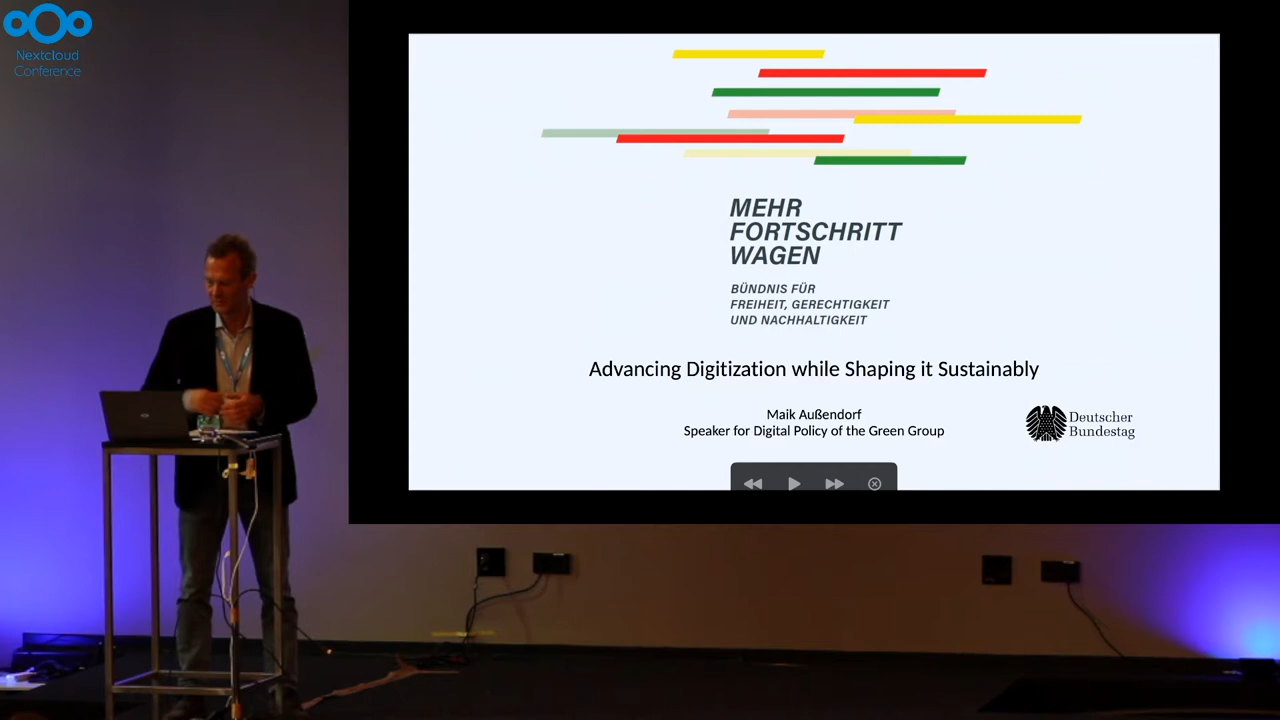 Nextcloud
Conference
MEHR
FORTSCHRITT
WAGEN
BÜNDNIS FÜR
FREIHEIT, GERECHTIGKEIT
UND NACHHALTIGKEIT
Advancing Digitization while Shaping it Sustainably
Maik Außendorf
Speaker for Digital Policy of the Green Group
Deutscher
Bundestag